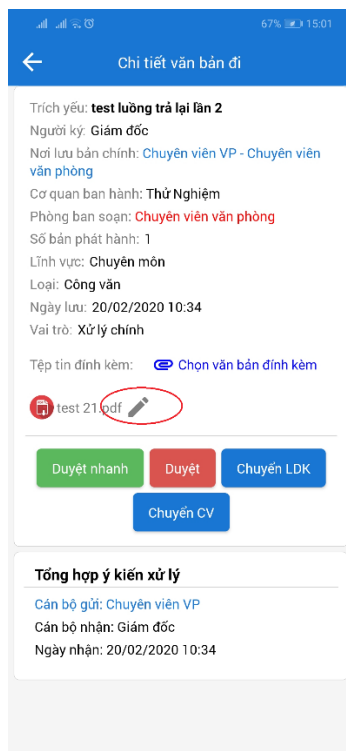 67% 15:01
Chi tiết văn bản đi
Trích yếu: test luồng trả lại lần 2
Người ký: Giám đốc
Nơi lưu bản chính: Chuyên viên VP - Chuyên viên
văn phòng
Cơ quan ban hành: Thử Nghiệm
Phòng ban soạn: Chuyên viên văn phòng
Số bản phát hành: 1
Lĩnh vực: Chuyên môn
Loại: Công văn
Ngày lưu: 20/02/2020 10:34
Vai trò: Xử lý chính
Tệp tin đính kèm: Chọn văn bản đính kèm
test 21.pdf
Duyệt nhanh Duyệt Chuyển LDK
Chuyển CV
Tổng hợp ý kiến xử lý
Cán bộ gửi: Chuyên viên VP
Cán bộ nhận: Giám đốc
Ngày nhận: 20/02/2020 10:34